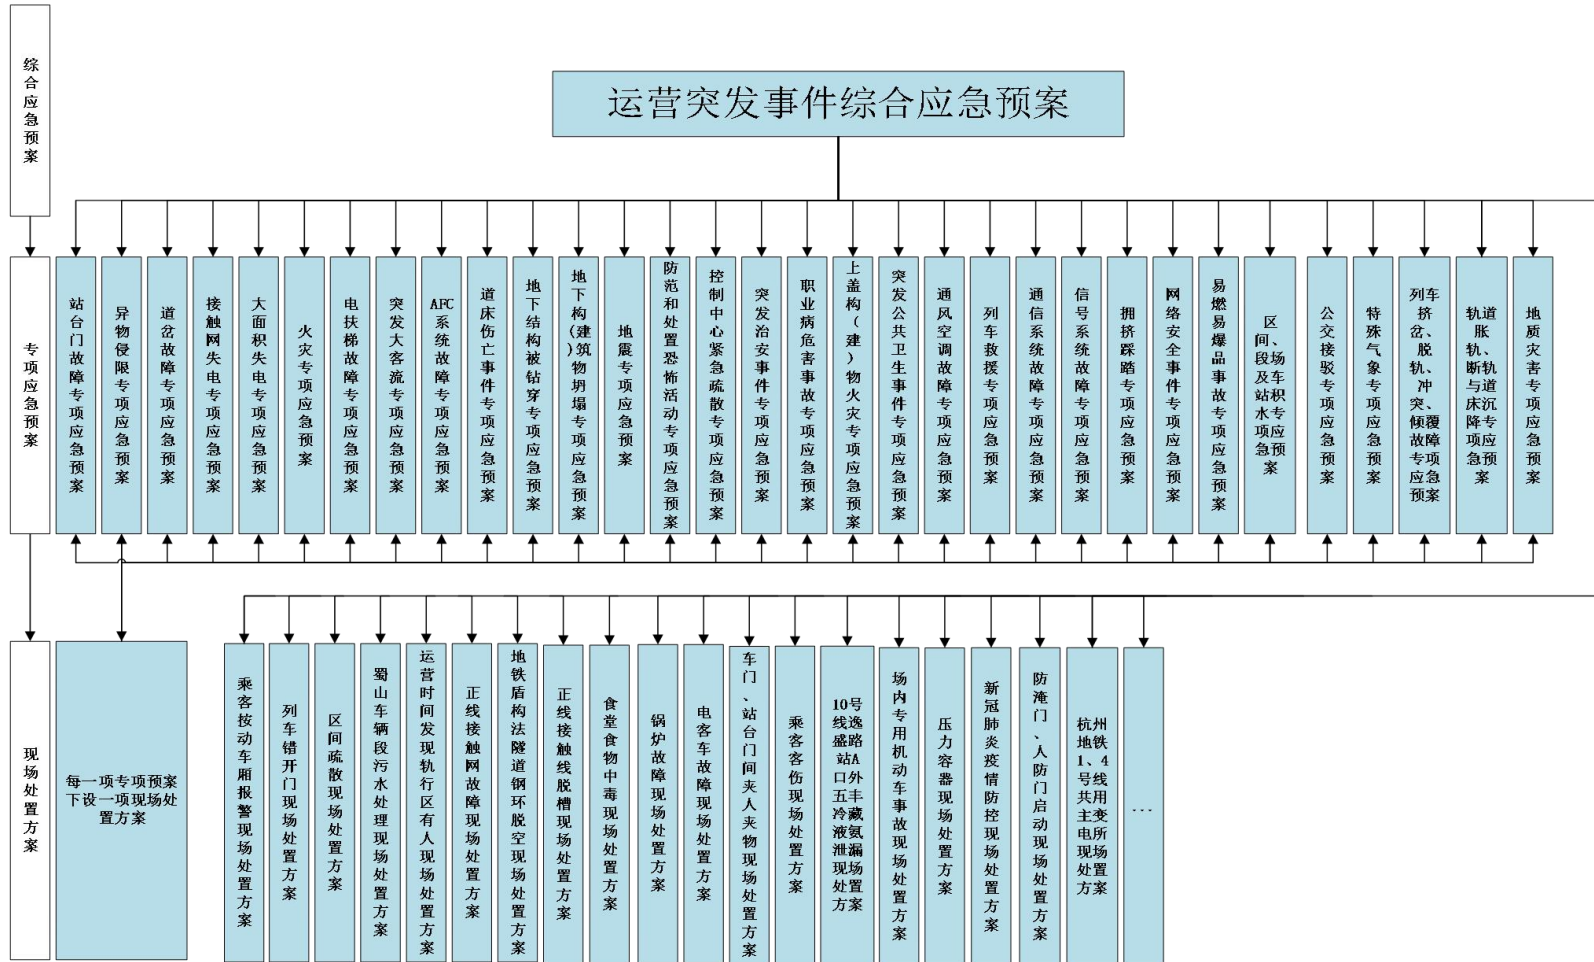 综合应急预案
运营突发事件综合应急预案
专项应急预案
站台门故障专项应急预案
异物侵限专项应急预案
道岔故障专项应急预案
接触网失电专项应急预案
大面积失电专项应急预案
火灾专项应急预案
电扶梯故障专项应急预案
突发大客流专项应急预案
AFC系统故障专项应急预案
道床伤亡事件专项应急预案
地下结构被钻穿专项应急预案
地下构(建)筑物坍塌专项应急预案
地震专项应急预案
防范和处置恐怖活动专项应急预案
控制中心紧急疏散专项应急预案
突发治安事件专项应急预案
职业病危害事故专项应急预案
上盖构（建）物火灾专项应急预案
突发公共卫生事件专项应急预案
通风空调故障专项应急预案
列车救援专项应急预案
通信系统故障专项应急预案
信号系统故障专项应急预案
拥挤踩踏专项应急预案
网络安全事件专项应急预案
易燃易爆品事故专项应急预案
区间、场段及车站积水专项应急预案
公交接驳专项应急预案
特殊气象专项应急预案
列车挤岔、脱轨、冲突、倾覆故障专项应急预案
轨道胀轨、断轨与道床沉降专项应急预案
地质灾害专项应急预案
现场处置方案
每一项专项预案
下设一项现场处
置方案
乘客按动车厢报警现场处置方案
列车错开门现场处置方案
区间疏散现场处置方案
蜀山车辆段污水处理现场处置方案
运营时间发现轨行区有人现场处置方案
正线接触网故障现场处置方案
地铁盾构法隧道钢环脱空现场处置方案
正线接触线脱槽现场处置方案
食堂食物中毒现场处置方案
锅炉故障现场处置方案
电客车故障现场处置方案
车门、站台门间夹人夹物现场处置方案
乘客客伤现场处置方案
10号线逸盛路站A口外五丰冷藏液氨泄漏现场处置方案
场内专用机动车事故现场处置方案
压力容器现场处置方案
新冠肺炎疫情防控现场处置方案
防淹门、人防门启动现场处置方案
杭州地铁1、4号线共用主变电所现场处置方案
...